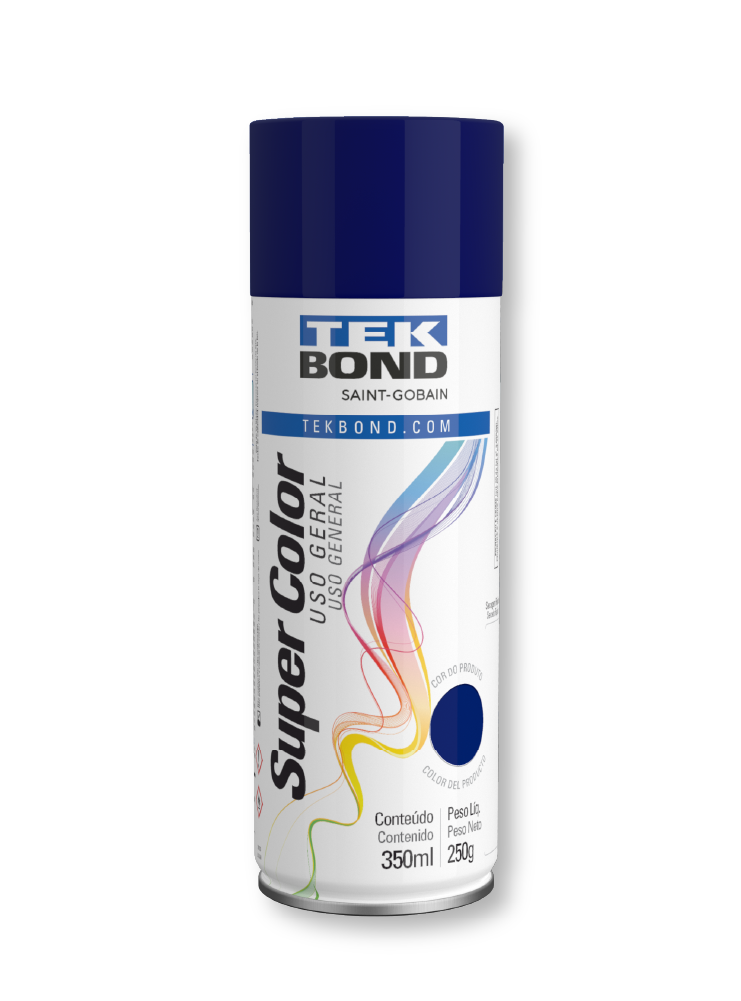 TEK
BOND
SAINT-GOBAIN
TEKBOND.COM
Super Color
USO GERAL
USO GENERAL
COR DO PRODUTO
COLOR DEL PRODUCTO
Conteúdo
Contenido
350ml
Peso Líq.
Peso Neto
250g